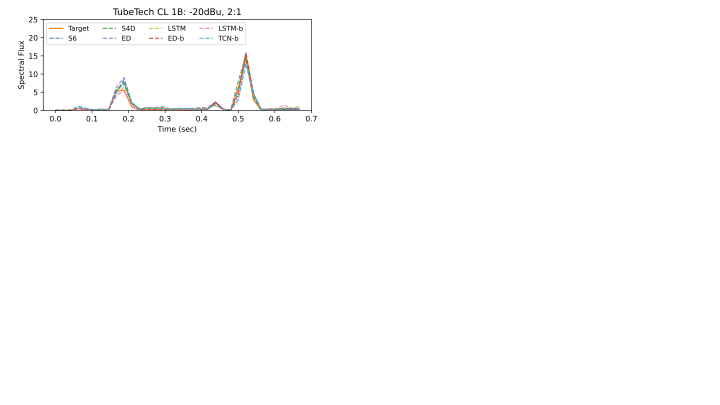 TubeTech CL 1B: -20dBu, 2:1
Spectral Flux
25
20
15
10
5
0
Target S4D LSTM LSTM-b
S6 ED ED-b TCN-b
0.0 0.1 0.2 0.3 0.4 0.5 0.6 0.7
Time (sec)